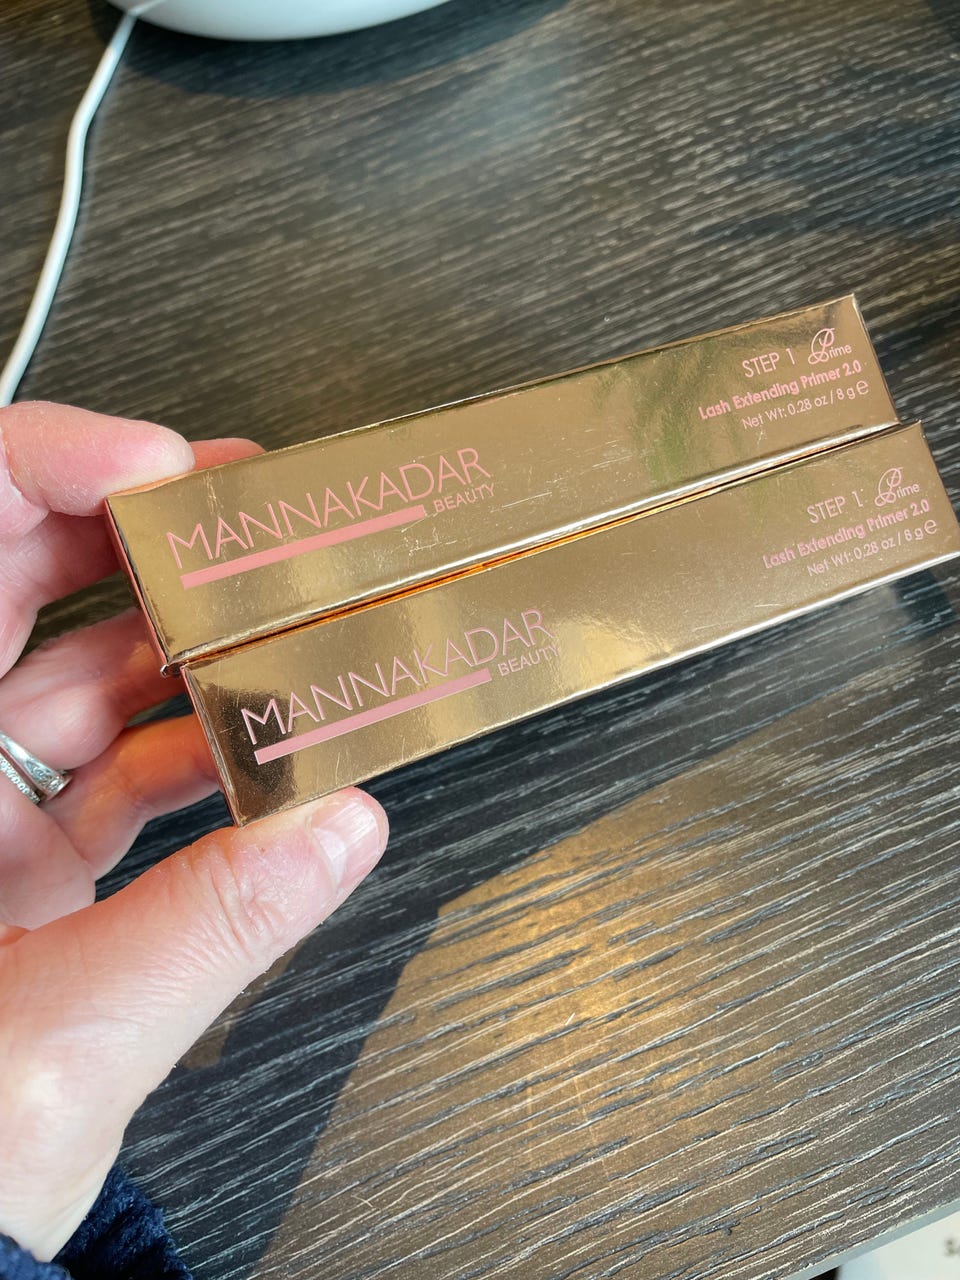 MANNAKADAR
BEAUTY
STEP 1 Prime
Lash Extending Primer 2.0
Net Wt: 0.28 oz / 8 g ℮
MANNAKADAR
BEAUTY
STEP 1 Prime
Lash Extending Primer 2.0
Net Wt: 0.28 oz / 8 g ℮